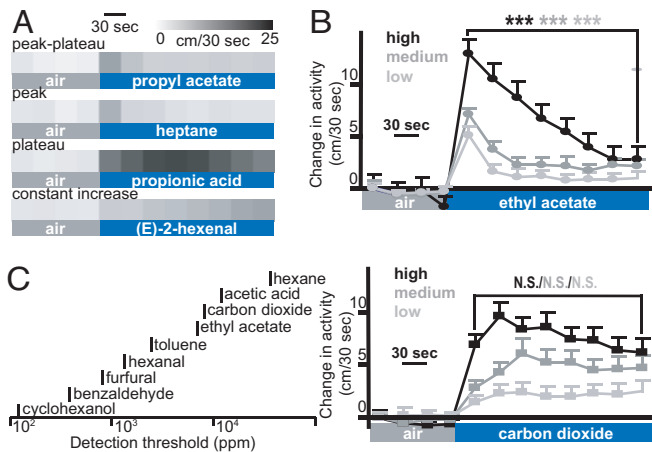 A
30 sec
0 cm/30 sec 25
peak-plateau
air propyl acetate
peak
air heptane
plateau
air propionic acid
constant increase
air (E)-2-hexenal
B
high
medium
low
*** *** ***
Change in activity
(cm/30 sec)
10
5
0
30 sec
air ethyl acetate
C
hexane
acetic acid
carbon dioxide
ethyl acetate
toluene
hexanal
furfural
benzaldehyde
cyclohexanol
10² 10³ 10⁴
Detection threshold (ppm)
high
medium
low
N.S./N.S./N.S.
Change in activity
(cm/30 sec)
10
5
0
30 sec
air carbon dioxide